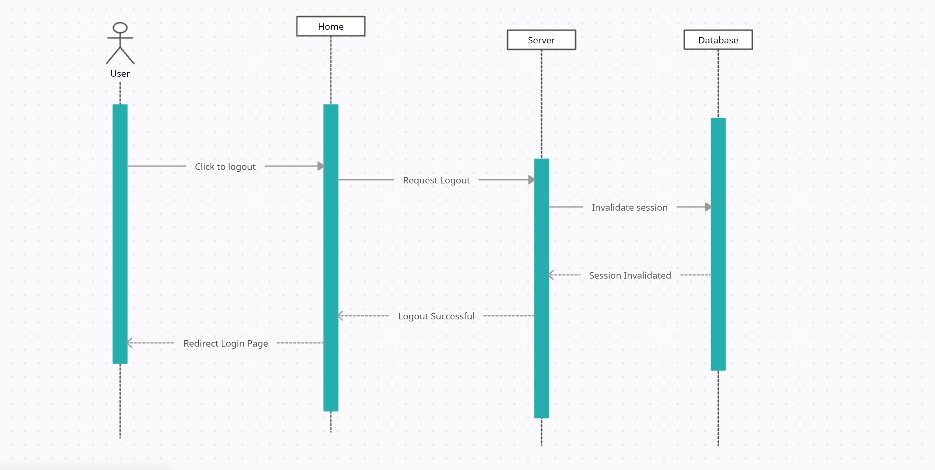 Home
Server
Database
User
Click to logout
Request Logout
Invalidate session
Session Invalidated
Logout Successful
Redirect Login Page